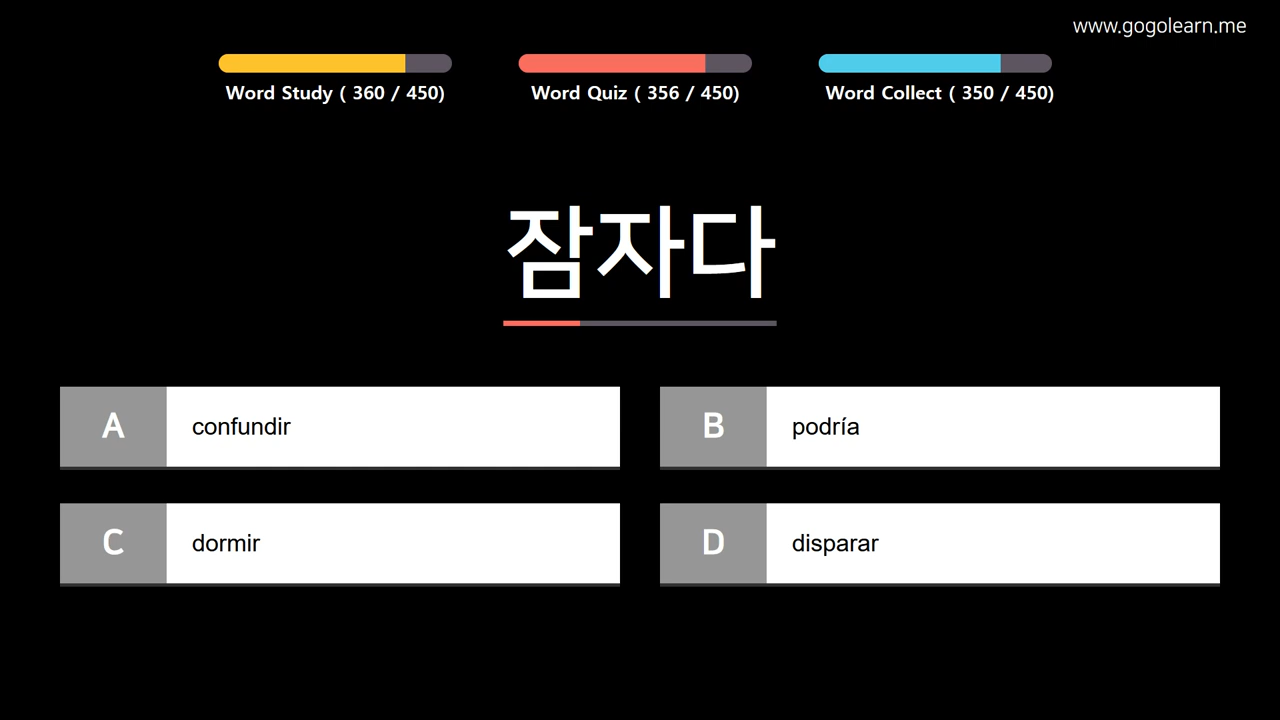 www.gogolearn.me
Word Study ( 360 / 450)
Word Quiz ( 356 / 450)
Word Collect ( 350 / 450)
잠자다
A confundir
B podría
C dormir
D disparar